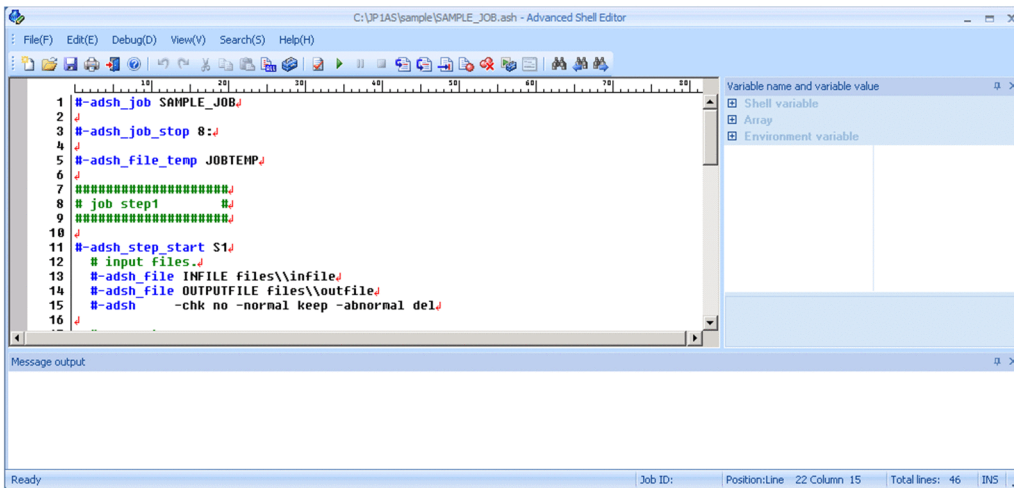 C:\JP1AS\sample\SAMPLE_JOB.ash - Advanced Shell Editor
File(F) Edit(E) Debug(D) View(V) Search(S) Help(H)
10 20 30 40 50 60 70 80
1 #-adsh_job SAMPLE_JOB
2
3 #-adsh_job_stop 8:
4
5 #-adsh_file_temp JOBTEMP
6
7 ####################
8 # job step1        #
9 ####################
10
11 #-adsh_step_start S1
12   # input files.
13   #-adsh_file INFILE files\\infile
14   #-adsh_file OUTPUTFILE files\\outfile
15   #-adsh     -chk no -normal keep -abnormal del
16
Variable name and variable value
Shell variable
Array
Environment variable
Message output
Ready Job ID: Position:Line 22 Column 15 Total lines: 46 INS